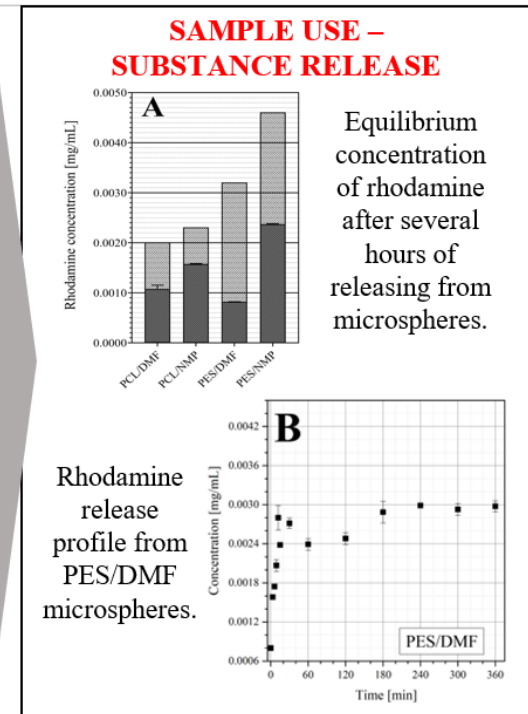 SAMPLE USE –
SUBSTANCE RELEASE
A
Rhodamine concentration [mg/mL]
0.0050
0.0040
0.0030
0.0020
0.0010
0.0000
PCL/DMF
PCL/NMP
PES/DMF
PES/NMP
Equilibrium
concentration
of rhodamine
after several
hours of
releasing from
microspheres.
Rhodamine
release
profile from
PES/DMF
microspheres.
B
Concentration [mg/mL]
0.0042
0.0036
0.0030
0.0024
0.0018
0.0012
0.0006
PES/DMF
0 60 120 180 240 300 360
Time [min]